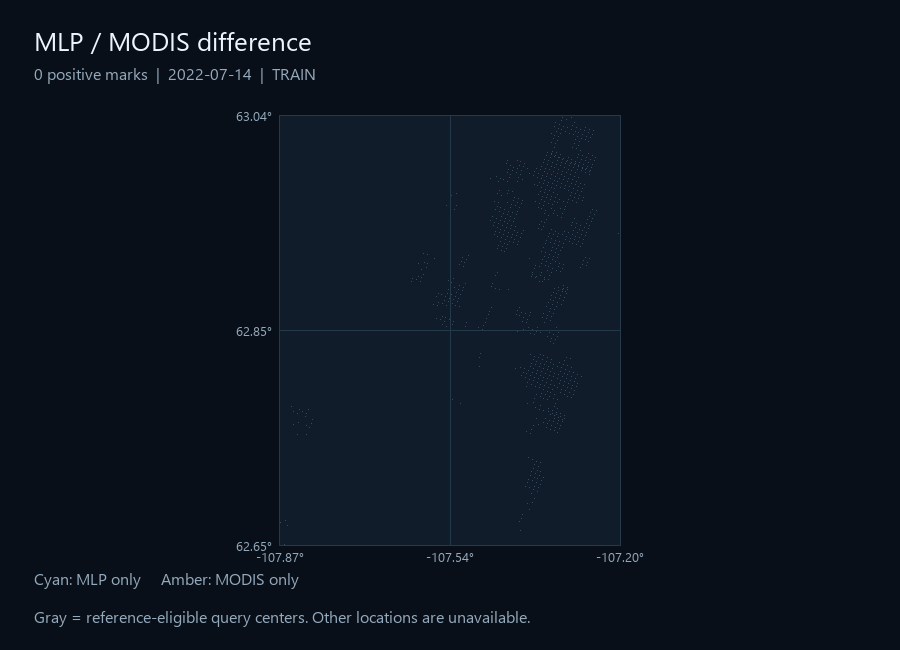 MLP / MODIS difference
0 positive marks | 2022-07-14 | TRAIN
63.04°
62.85°
62.65°
-107.87° -107.54° -107.20°
Cyan: MLP only Amber: MODIS only
Gray = reference-eligible query centers. Other locations are unavailable.